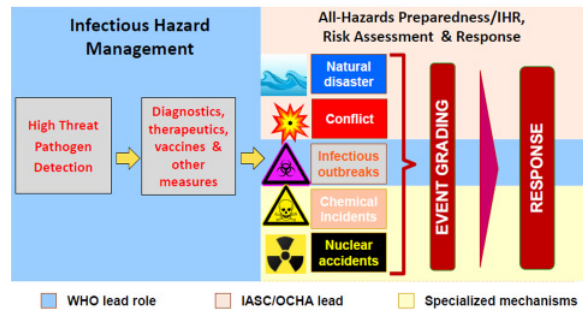 Infectious Hazard
Management
All-Hazards Preparedness/IHR,
Risk Assessment & Response
High Threat
Pathogen
Detection
Diagnostics,
therapeutics,
vaccines &
other
measures
Natural
disaster
Conflict
Infectious
outbreaks
Chemical
incidents
Nuclear
accidents
EVENT GRADING
RESPONSE
WHO lead role
IASC/OCHA lead
Specialized mechanisms